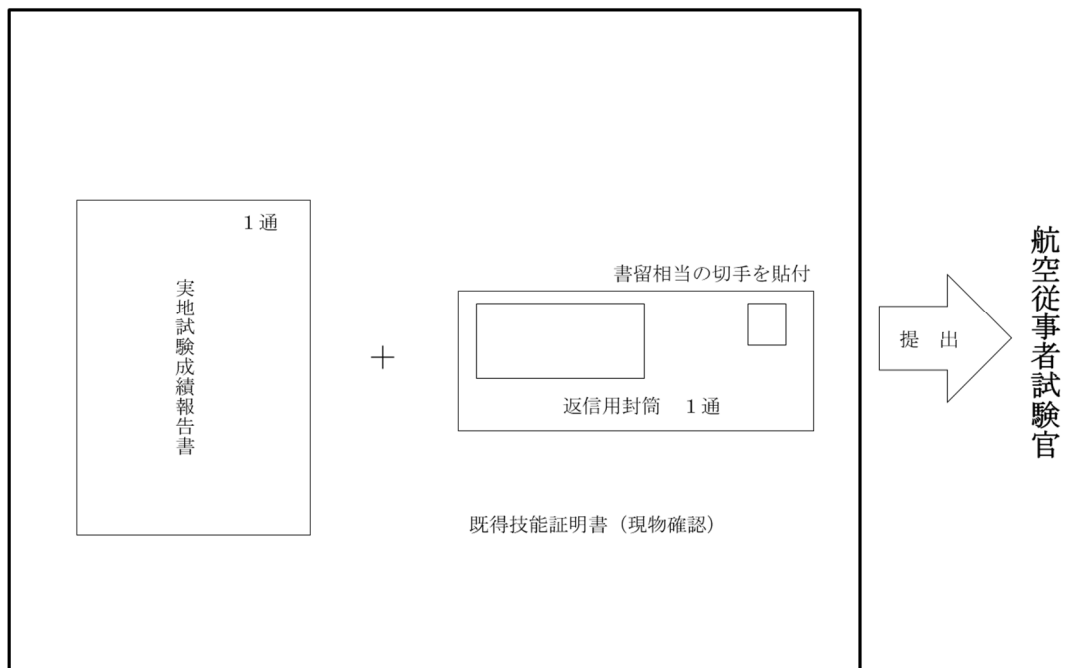 １通
実地試験成績報告書
＋
書留相当の切手を貼付
返信用封筒　１通
既得技能証明書（現物確認）
提　出
航空従事者試験官